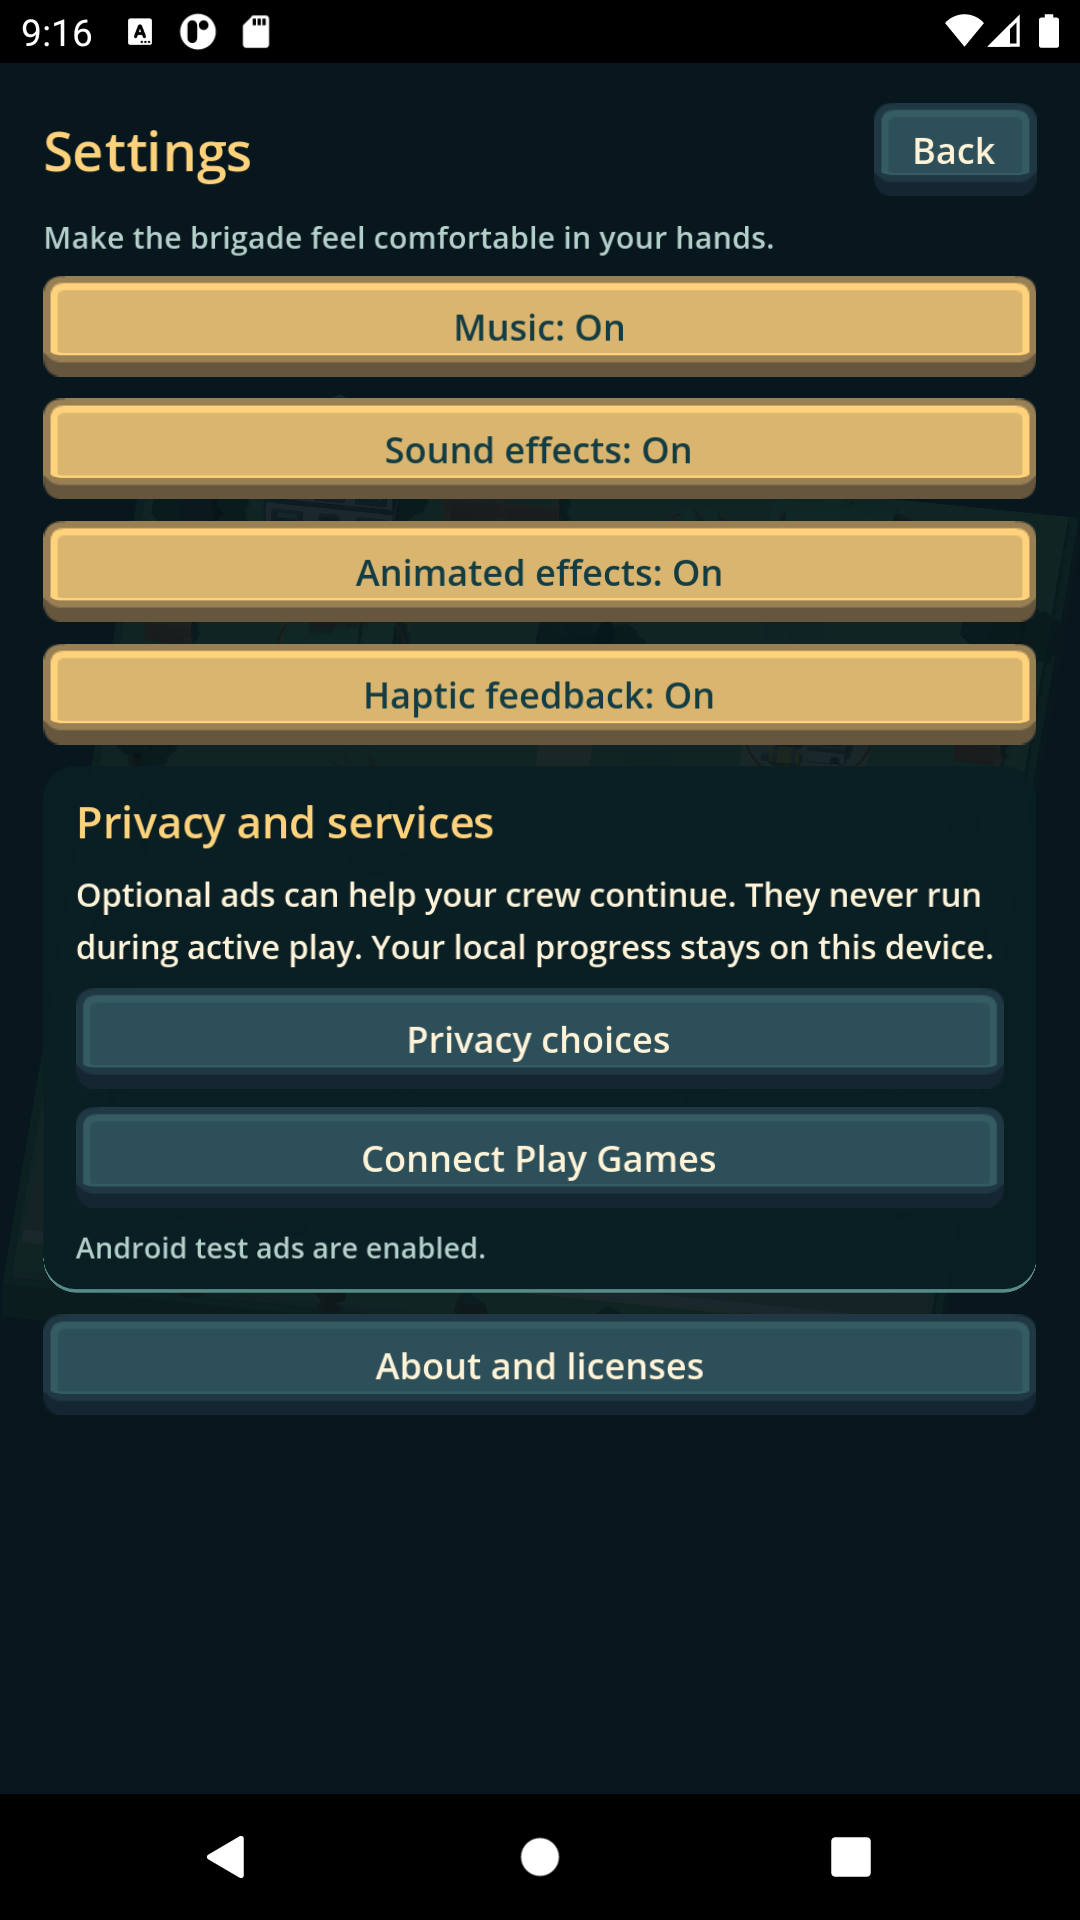 9:16
Settings
Back
Make the brigade feel comfortable in your hands.
Music: On
Sound effects: On
Animated effects: On
Haptic feedback: On
Privacy and services
Optional ads can help your crew continue. They never run
during active play. Your local progress stays on this device.
Privacy choices
Connect Play Games
Android test ads are enabled.
About and licenses